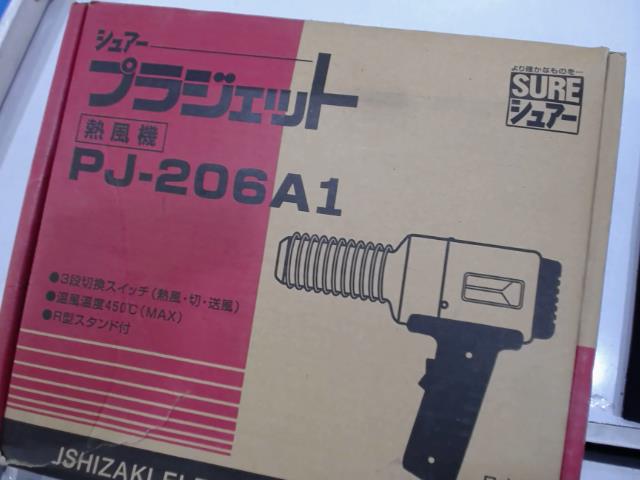 シュアー
プラジェット
熱風機
PJ-206A1
より確かなものを…
SURE
シュアー
●3段切換スイッチ(熱風・切・送風)
●温風温度450℃(MAX)
●R型スタンド付
ISHIZAKI